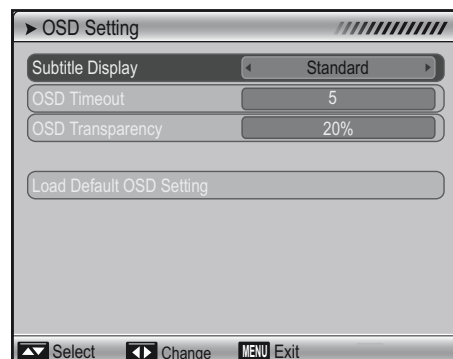 OSD Setting
Subtitle Display Standard
OSD Timeout 5
OSD Transparency 20%
Load Default OSD Setting
Select Change MENU Exit